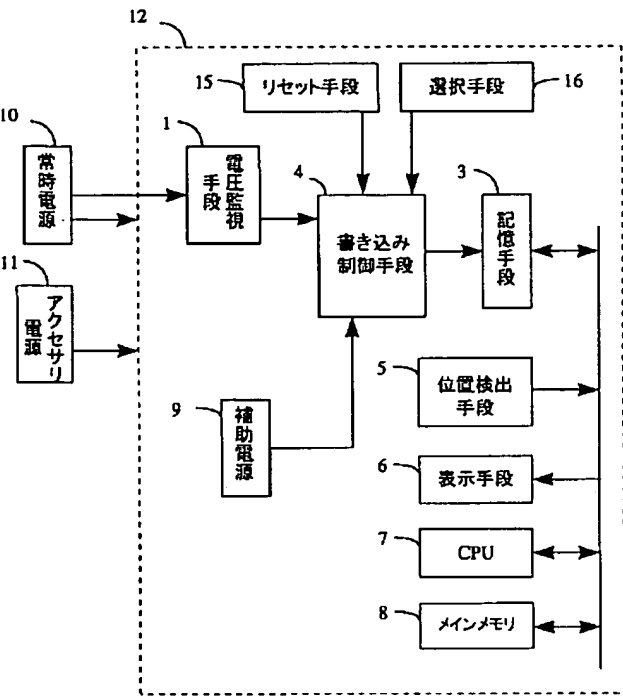 12
15
リセット手段
選択手段
16
10
常時電源
1
電圧監視
手段
4
書き込み
制御手段
3
記憶手段
11
アクセサリ
電源
5
位置検出
手段
9
補助電源
6
表示手段
7
CPU
8
メインメモリ